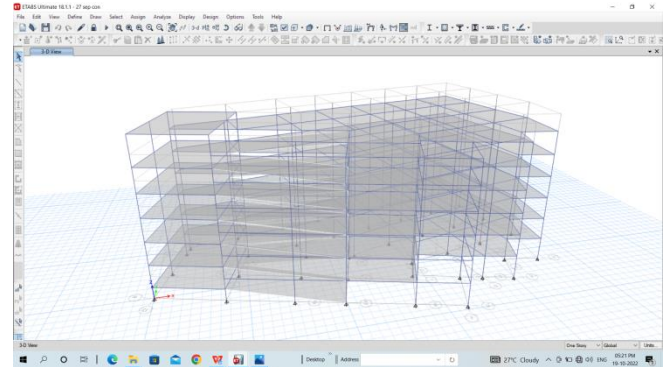 ETABS Ultimate 18.1.1 - 27 sep con
File Edit View Define Draw Select Assign Analyze Display Design Options Tools Help
3-D View
3-D View
One Story Global Units...
Desktop Address
27°C Cloudy ENG 05:21 PM
19-10-2022